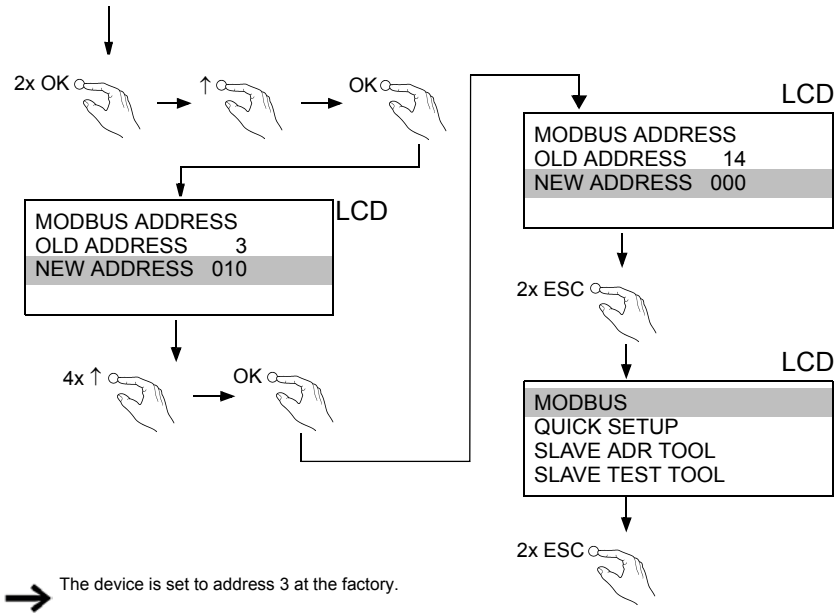 2x OK
↑
OK
LCD
MODBUS ADDRESS
OLD ADDRESS 3
NEW ADDRESS 010
4x ↑
OK
LCD
MODBUS ADDRESS
OLD ADDRESS 14
NEW ADDRESS 000
2x ESC
LCD
MODBUS
QUICK SETUP
SLAVE ADR TOOL
SLAVE TEST TOOL
2x ESC
The device is set to address 3 at the factory.